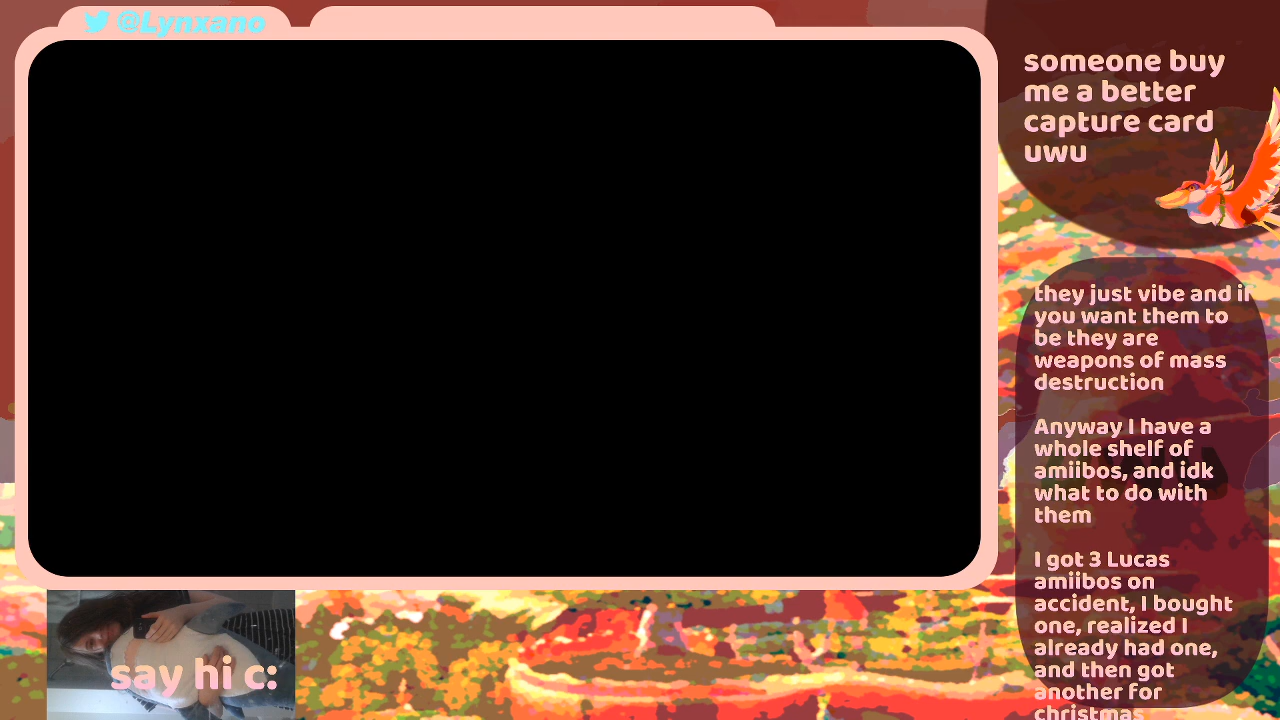 @Lynxano
someone buy
me a better
capture card
uwu
they just vibe and if
you want them to
be they are
weapons of mass
destruction
Anyway I have a
whole shelf of
amiibos, and idk
what to do with
them
I got 3 Lucas
amiibos on
accident, I bought
one, realized I
already had one,
and then got
another for
christmas
say hi c: